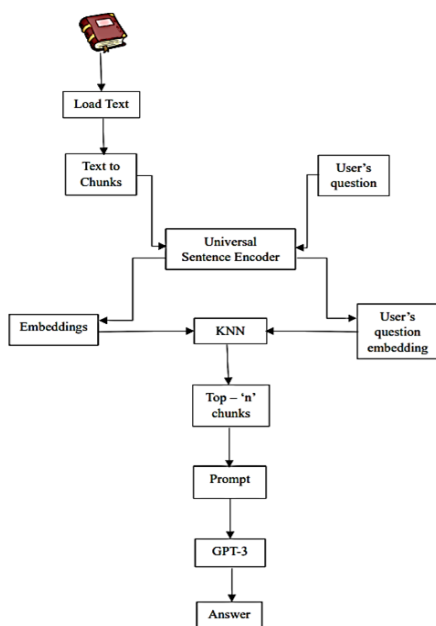 Load Text
Text to
Chunks
User's
question
Universal
Sentence Encoder
Embeddings
KNN
User's
question
embedding
Top – ‘n’
chunks
Prompt
GPT-3
Answer